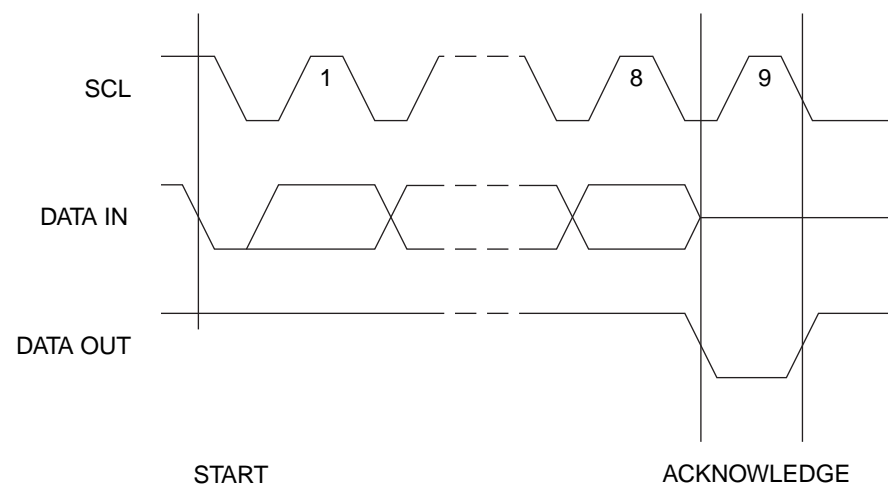 SCL
1
8
9
DATA IN
DATA OUT
START
ACKNOWLEDGE